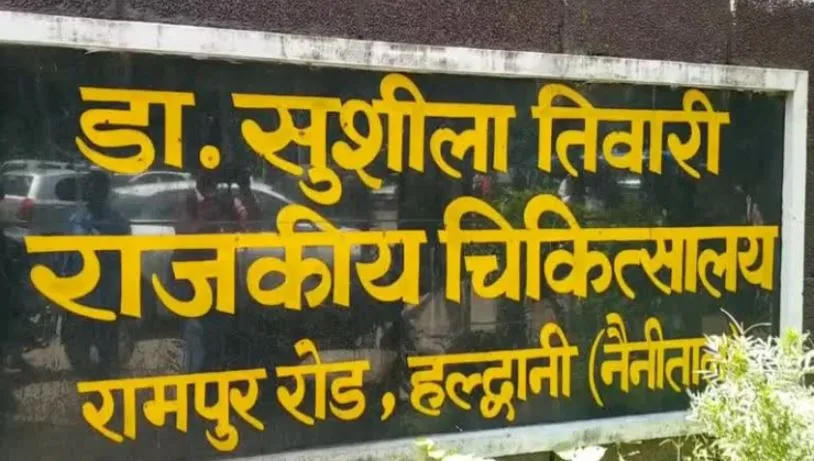 डा. सुशीला तिवारी
राजकीय चिकित्सालय
रामपुर रोड, हल्द्वानी